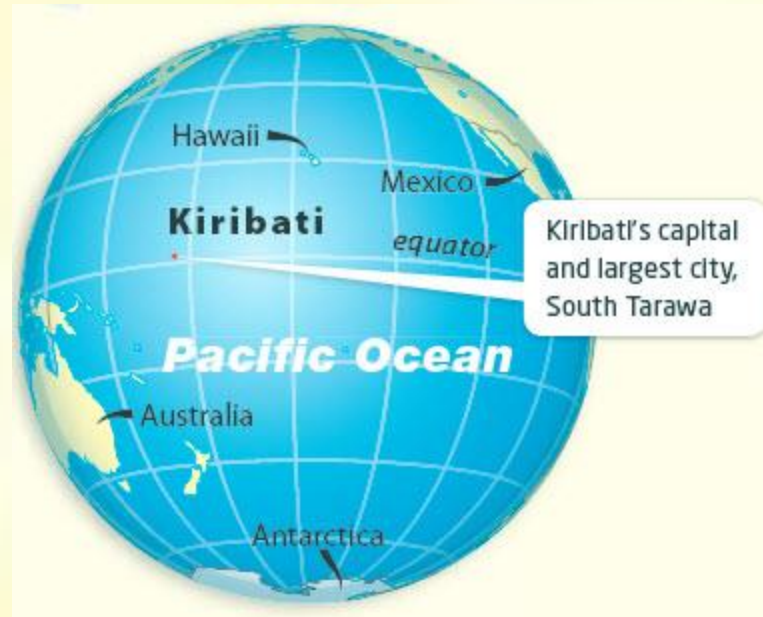 Hawaii
Mexico
Kiribati
equator
Kiribati's capital
and largest city,
South Tarawa
Pacific Ocean
Australia
Antarctica